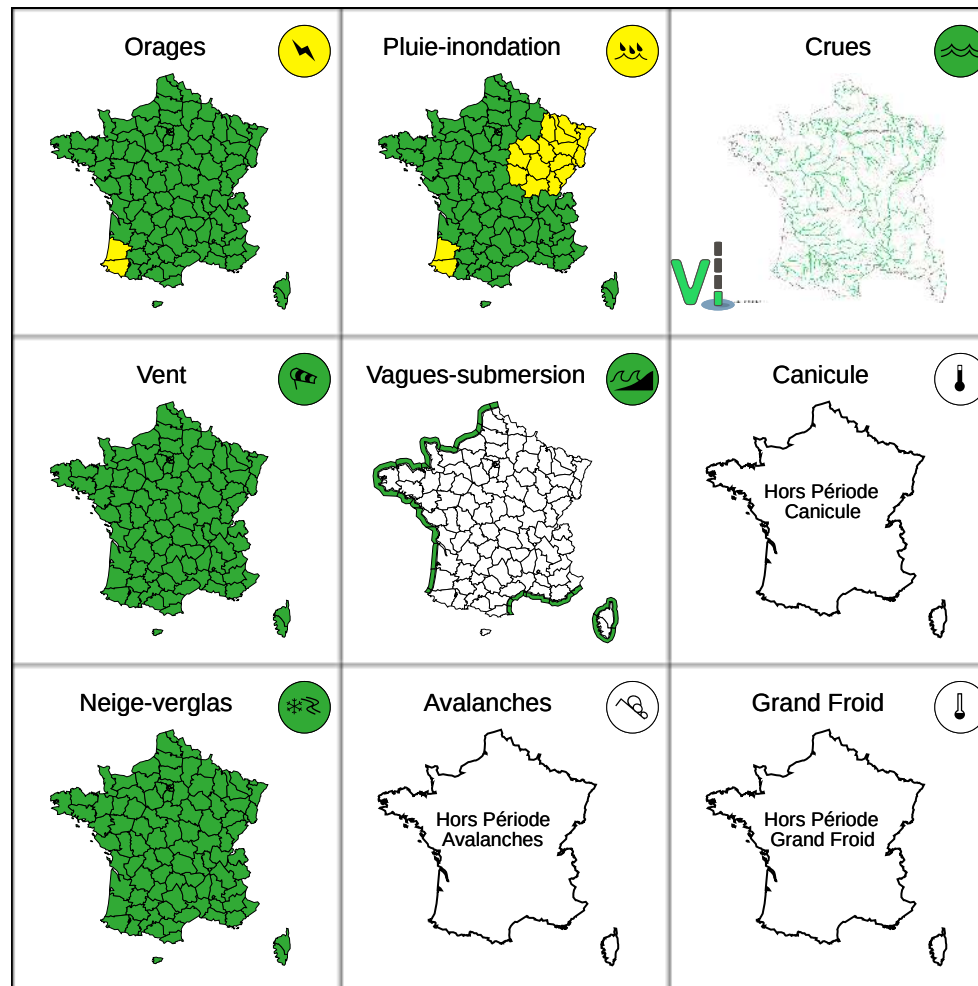 Orages
Pluie-inondation
Crues
Vi
Vent
Vagues-submersion
Canicule
Hors Période
Canicule
Neige-verglas
Avalanches
Hors Période
Avalanches
Grand Froid
Hors Période
Grand Froid